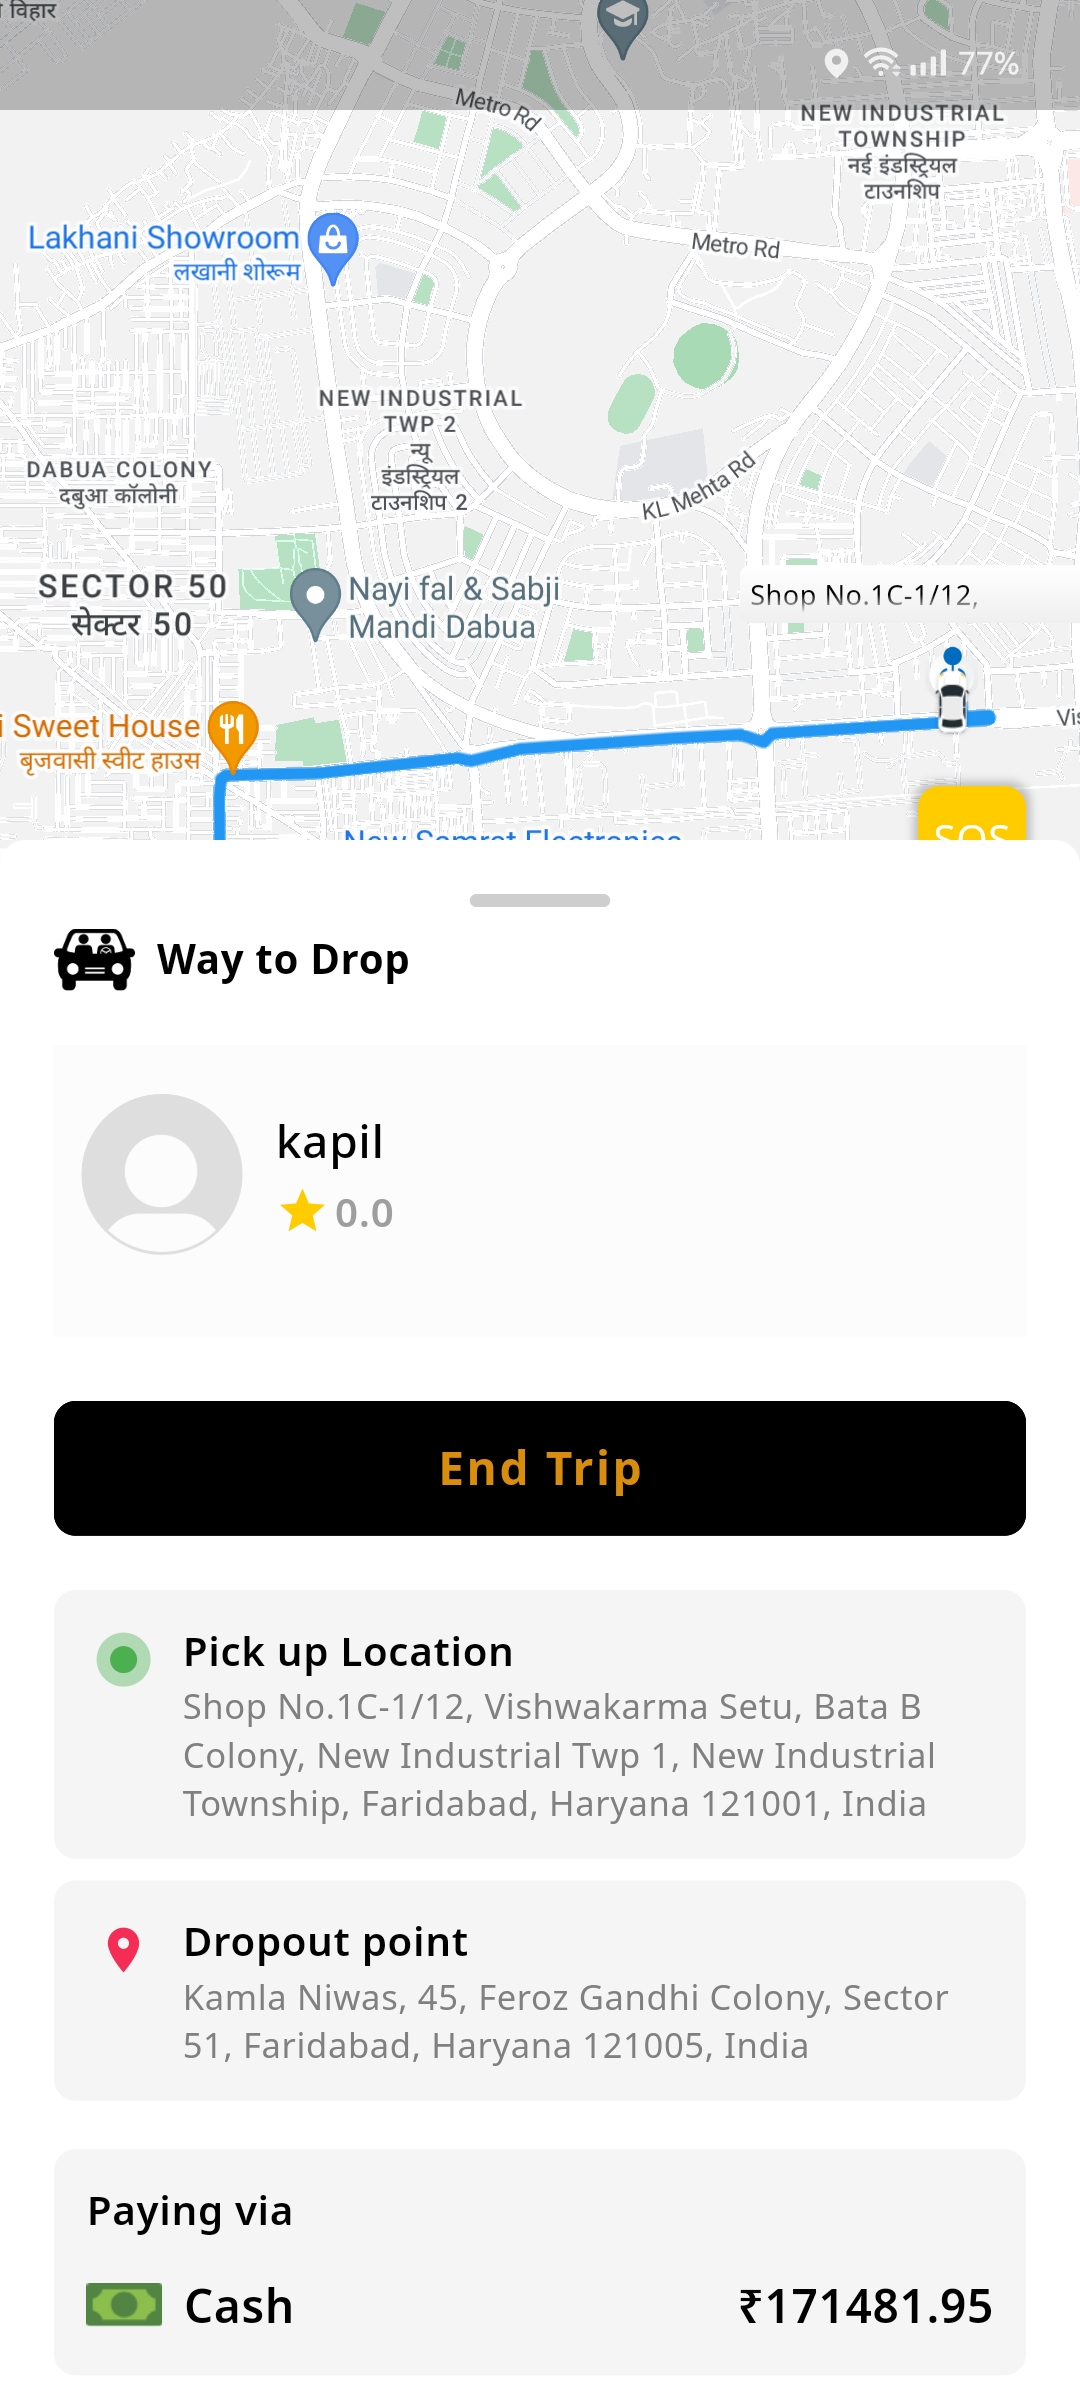 विहार
77%
Metro Rd
NEW INDUSTRIAL
TOWNSHIP
नई इंडस्ट्रियल
टाउनशिप
Lakhani Showroom
लखानी शोरूम
Metro Rd
NEW INDUSTRIAL
TWP 2
न्यू
इंडस्ट्रियल
टाउनशिप 2
DABUA COLONY
दबुआ कॉलोनी
KL Mehta Rd
SECTOR 50
सेक्टर 50
Nayi fal & Sabji
Mandi Dabua
Shop No.1C-1/12,
i Sweet House
बृजवासी स्वीट हाउस
Vis
New Samrat Electronics
SOS
Way to Drop
kapil
0.0
End Trip
Pick up Location
Shop No.1C-1/12, Vishwakarma Setu, Bata B
Colony, New Industrial Twp 1, New Industrial
Township, Faridabad, Haryana 121001, India
Dropout point
Kamla Niwas, 45, Feroz Gandhi Colony, Sector
51, Faridabad, Haryana 121005, India
Paying via
Cash
₹171481.95